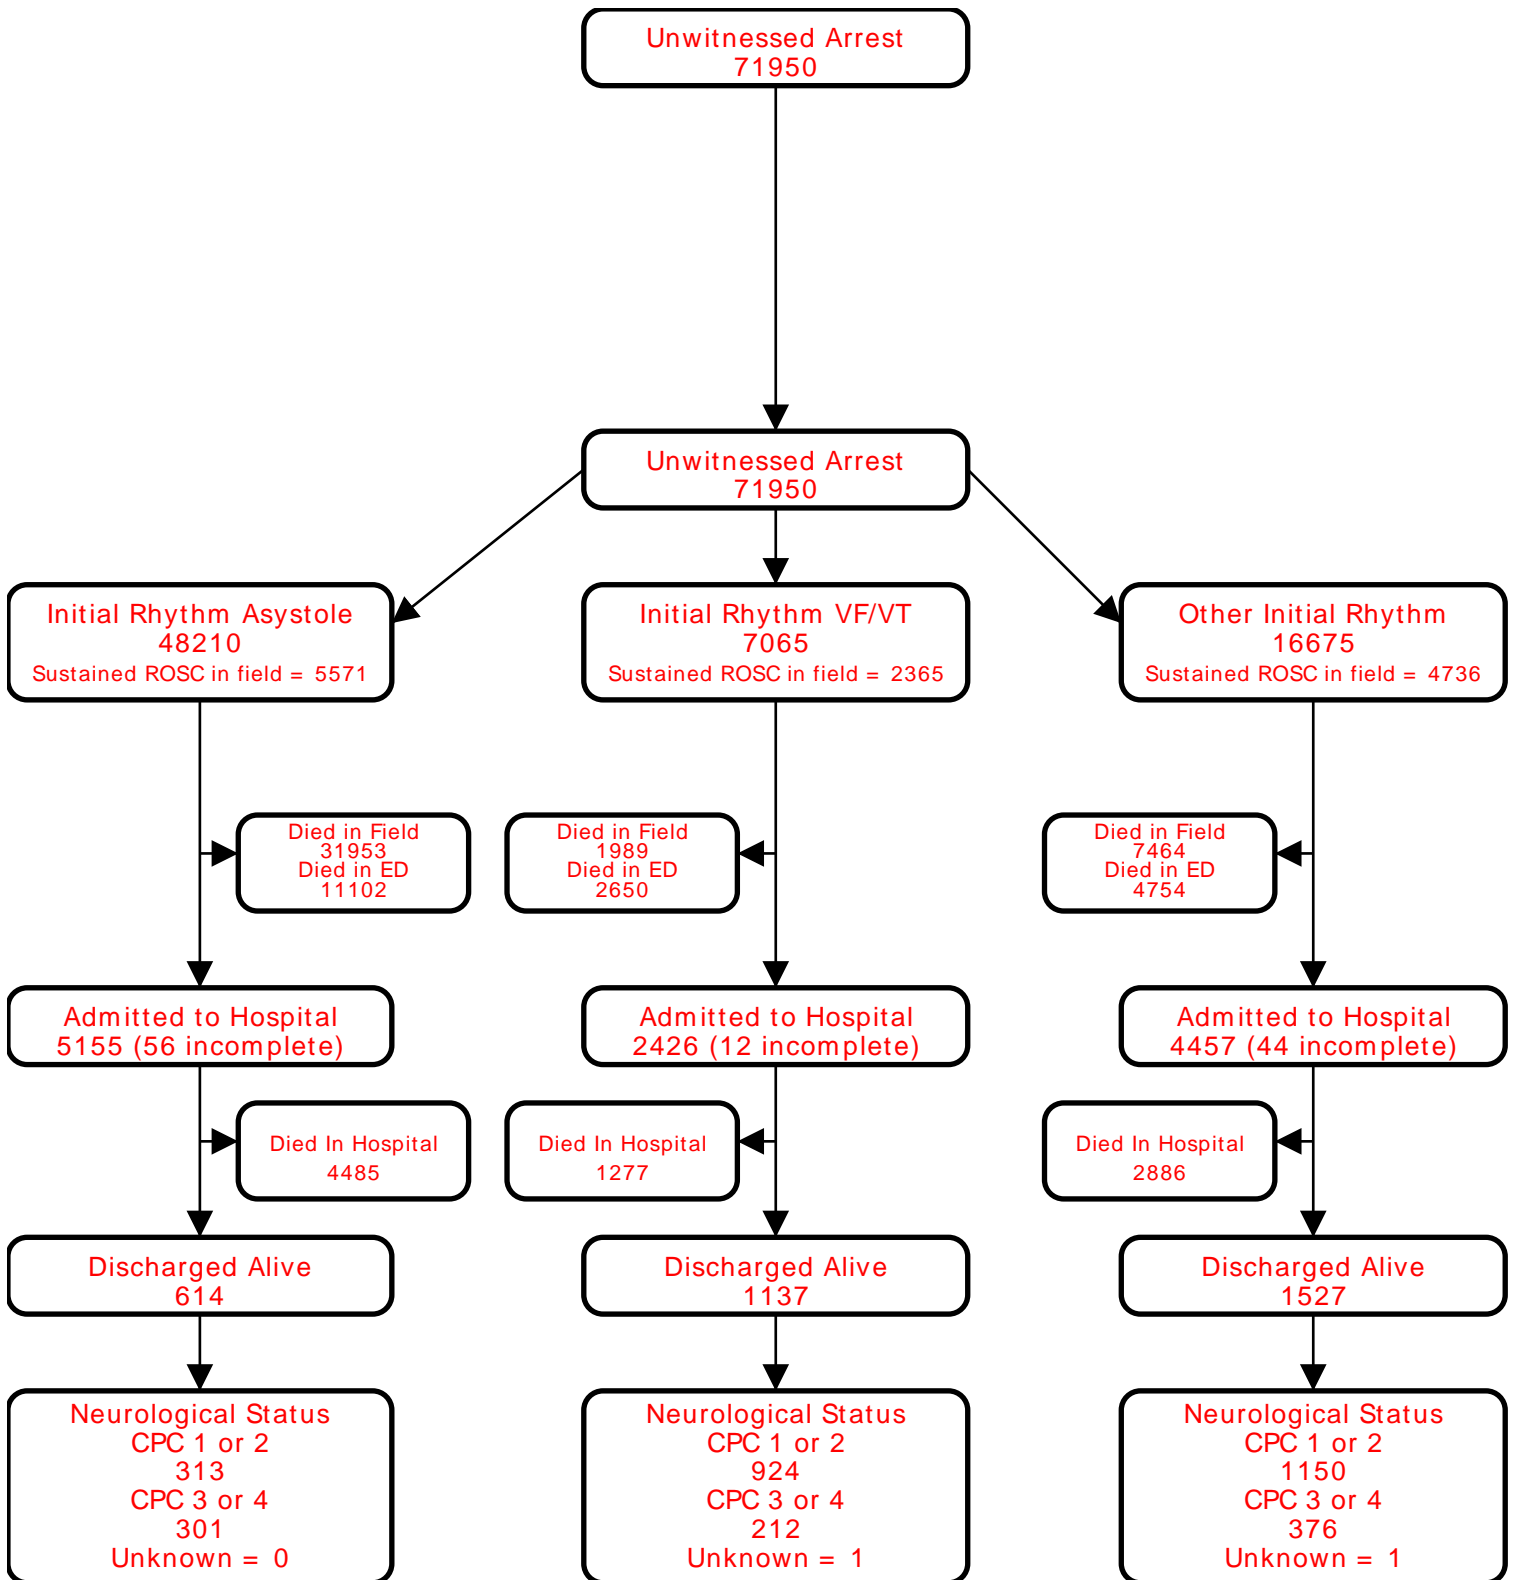 Unwitnessed Arrest
71950
Unwitnessed Arrest
71950
Initial Rhythm Asystole
48210
Sustained ROSC in field = 5571
Initial Rhythm VF/VT
7065
Sustained ROSC in field = 2365
Other Initial Rhythm
16675
Sustained ROSC in field = 4736
Died in Field
31953
Died in ED
11102
Died in Field
1989
Died in ED
2650
Died in Field
7464
Died in ED
4754
Admitted to Hospital
5155 (56 incomplete)
Admitted to Hospital
2426 (12 incomplete)
Admitted to Hospital
4457 (44 incomplete)
Died In Hospital
4485
Died In Hospital
1277
Died In Hospital
2886
Discharged Alive
614
Discharged Alive
1137
Discharged Alive
1527
Neurological Status
CPC 1 or 2
313
CPC 3 or 4
301
Unknown = 0
Neurological Status
CPC 1 or 2
924
CPC 3 or 4
212
Unknown = 1
Neurological Status
CPC 1 or 2
1150
CPC 3 or 4
376
Unknown = 1